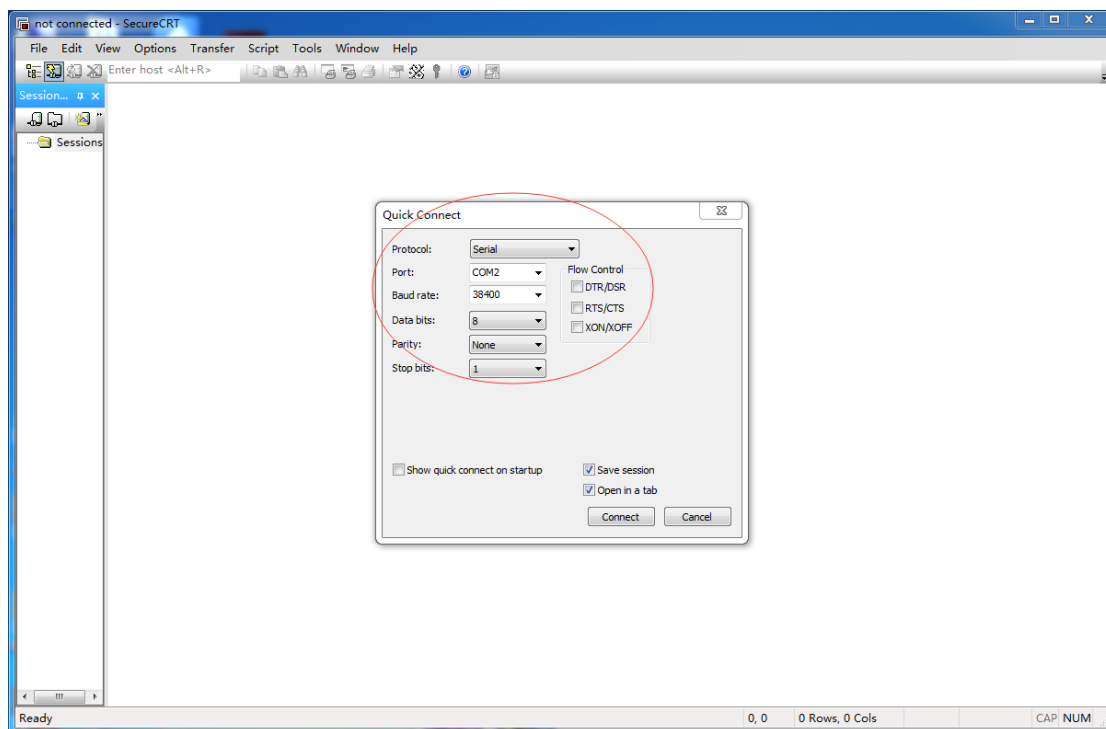 not connected - SecureCRT
File Edit View Options Transfer Script Tools Window Help
Enter host <Alt+R>
Session...
Sessions
Quick Connect
Protocol: Serial
Port: COM2
Baud rate: 38400
Data bits: 8
Parity: None
Stop bits: 1
Flow Control
DTR/DSR
RTS/CTS
XON/XOFF
Show quick connect on startup
Save session
Open in a tab
Connect Cancel
Ready 0, 0 0 Rows, 0 Cols CAP NUM